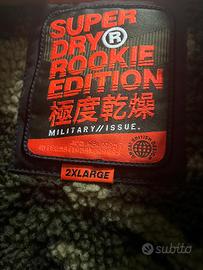 SUPER
DRY®
ROOKIE
EDITION
極度乾燥
MILITARY//ISSUE.
2XLARGE
subito